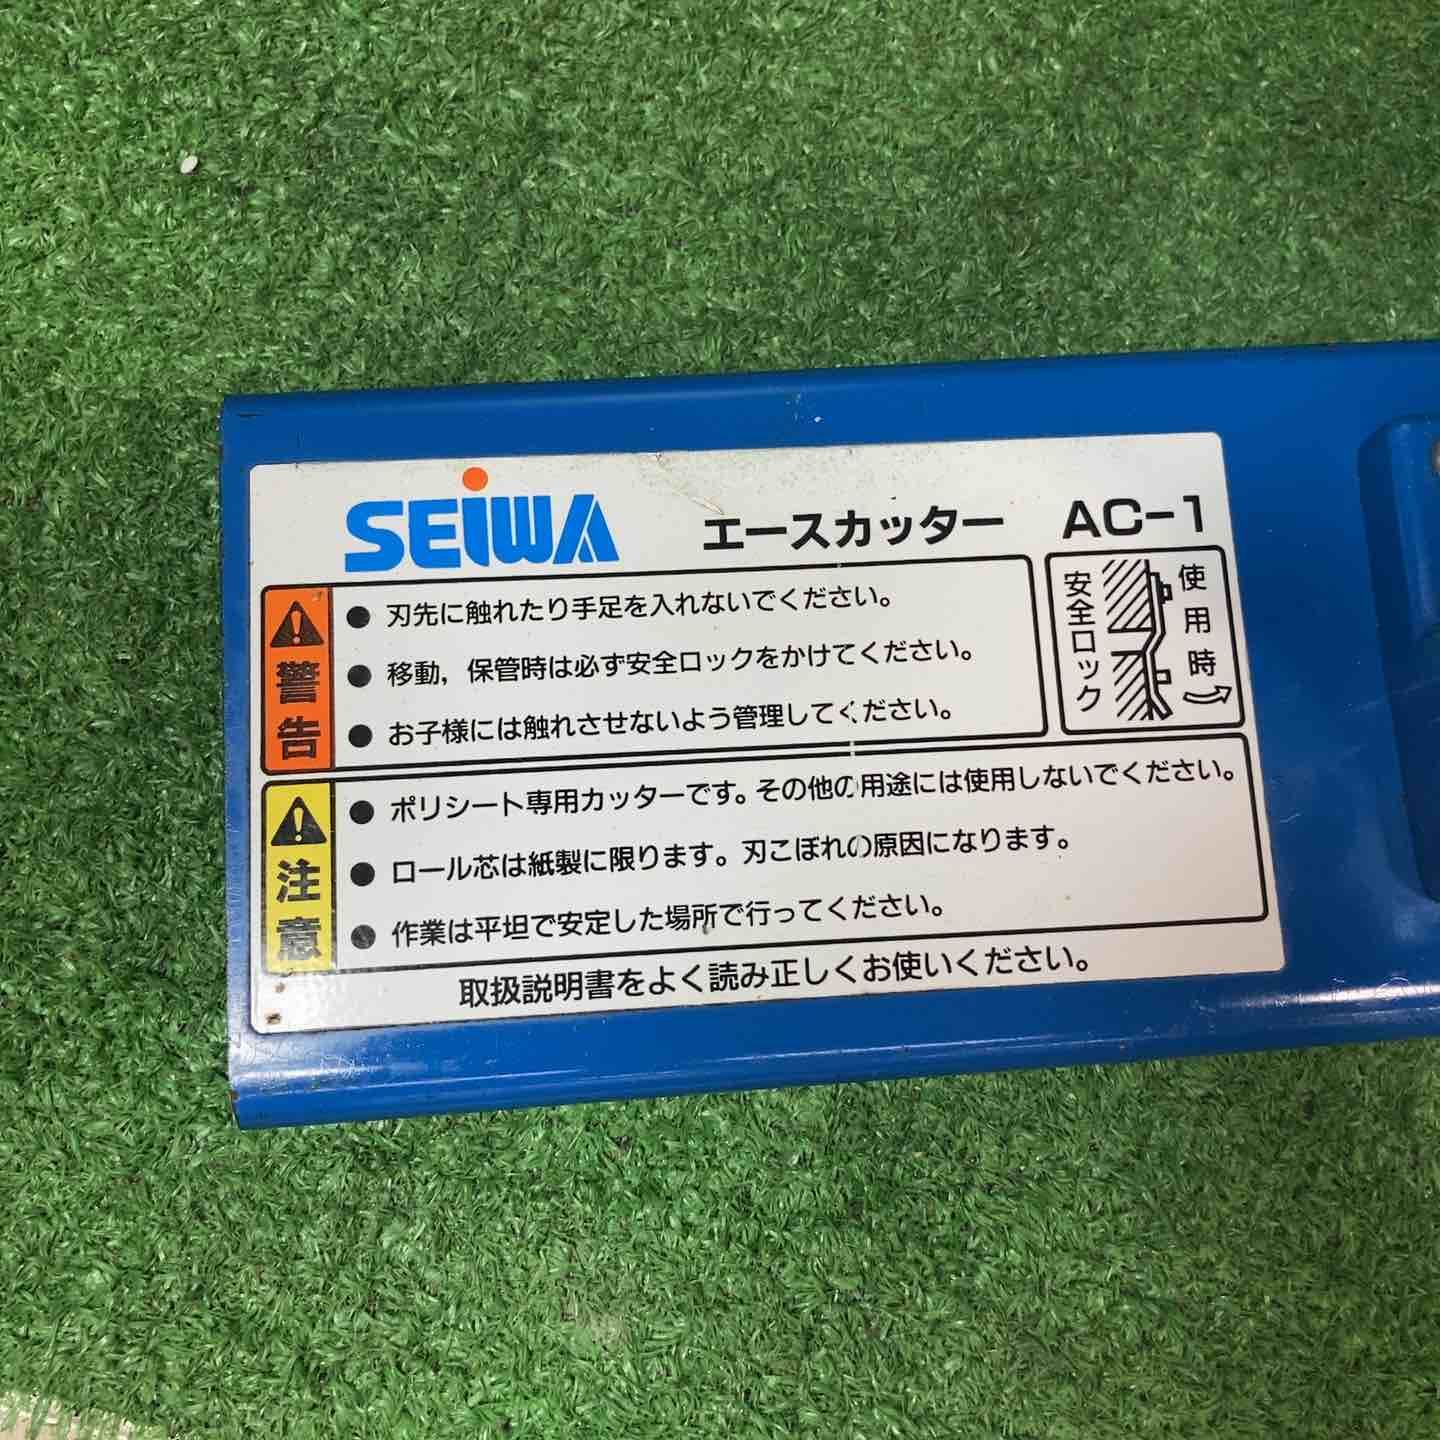 SEIWA エースカッター AC-1
警告
● 刃先に触れたり手足を入れないでください。
● 移動，保管時は必ず安全ロックをかけてください。
● お子様には触れさせないよう管理してください。
安全ロック
使用時
注意
● ポリシート専用カッターです。その他の用途には使用しないでください。
● ロール芯は紙製に限ります。刃こぼれの原因になります。
● 作業は平坦で安定した場所で行ってください。
取扱説明書をよく読み正しくお使いください。